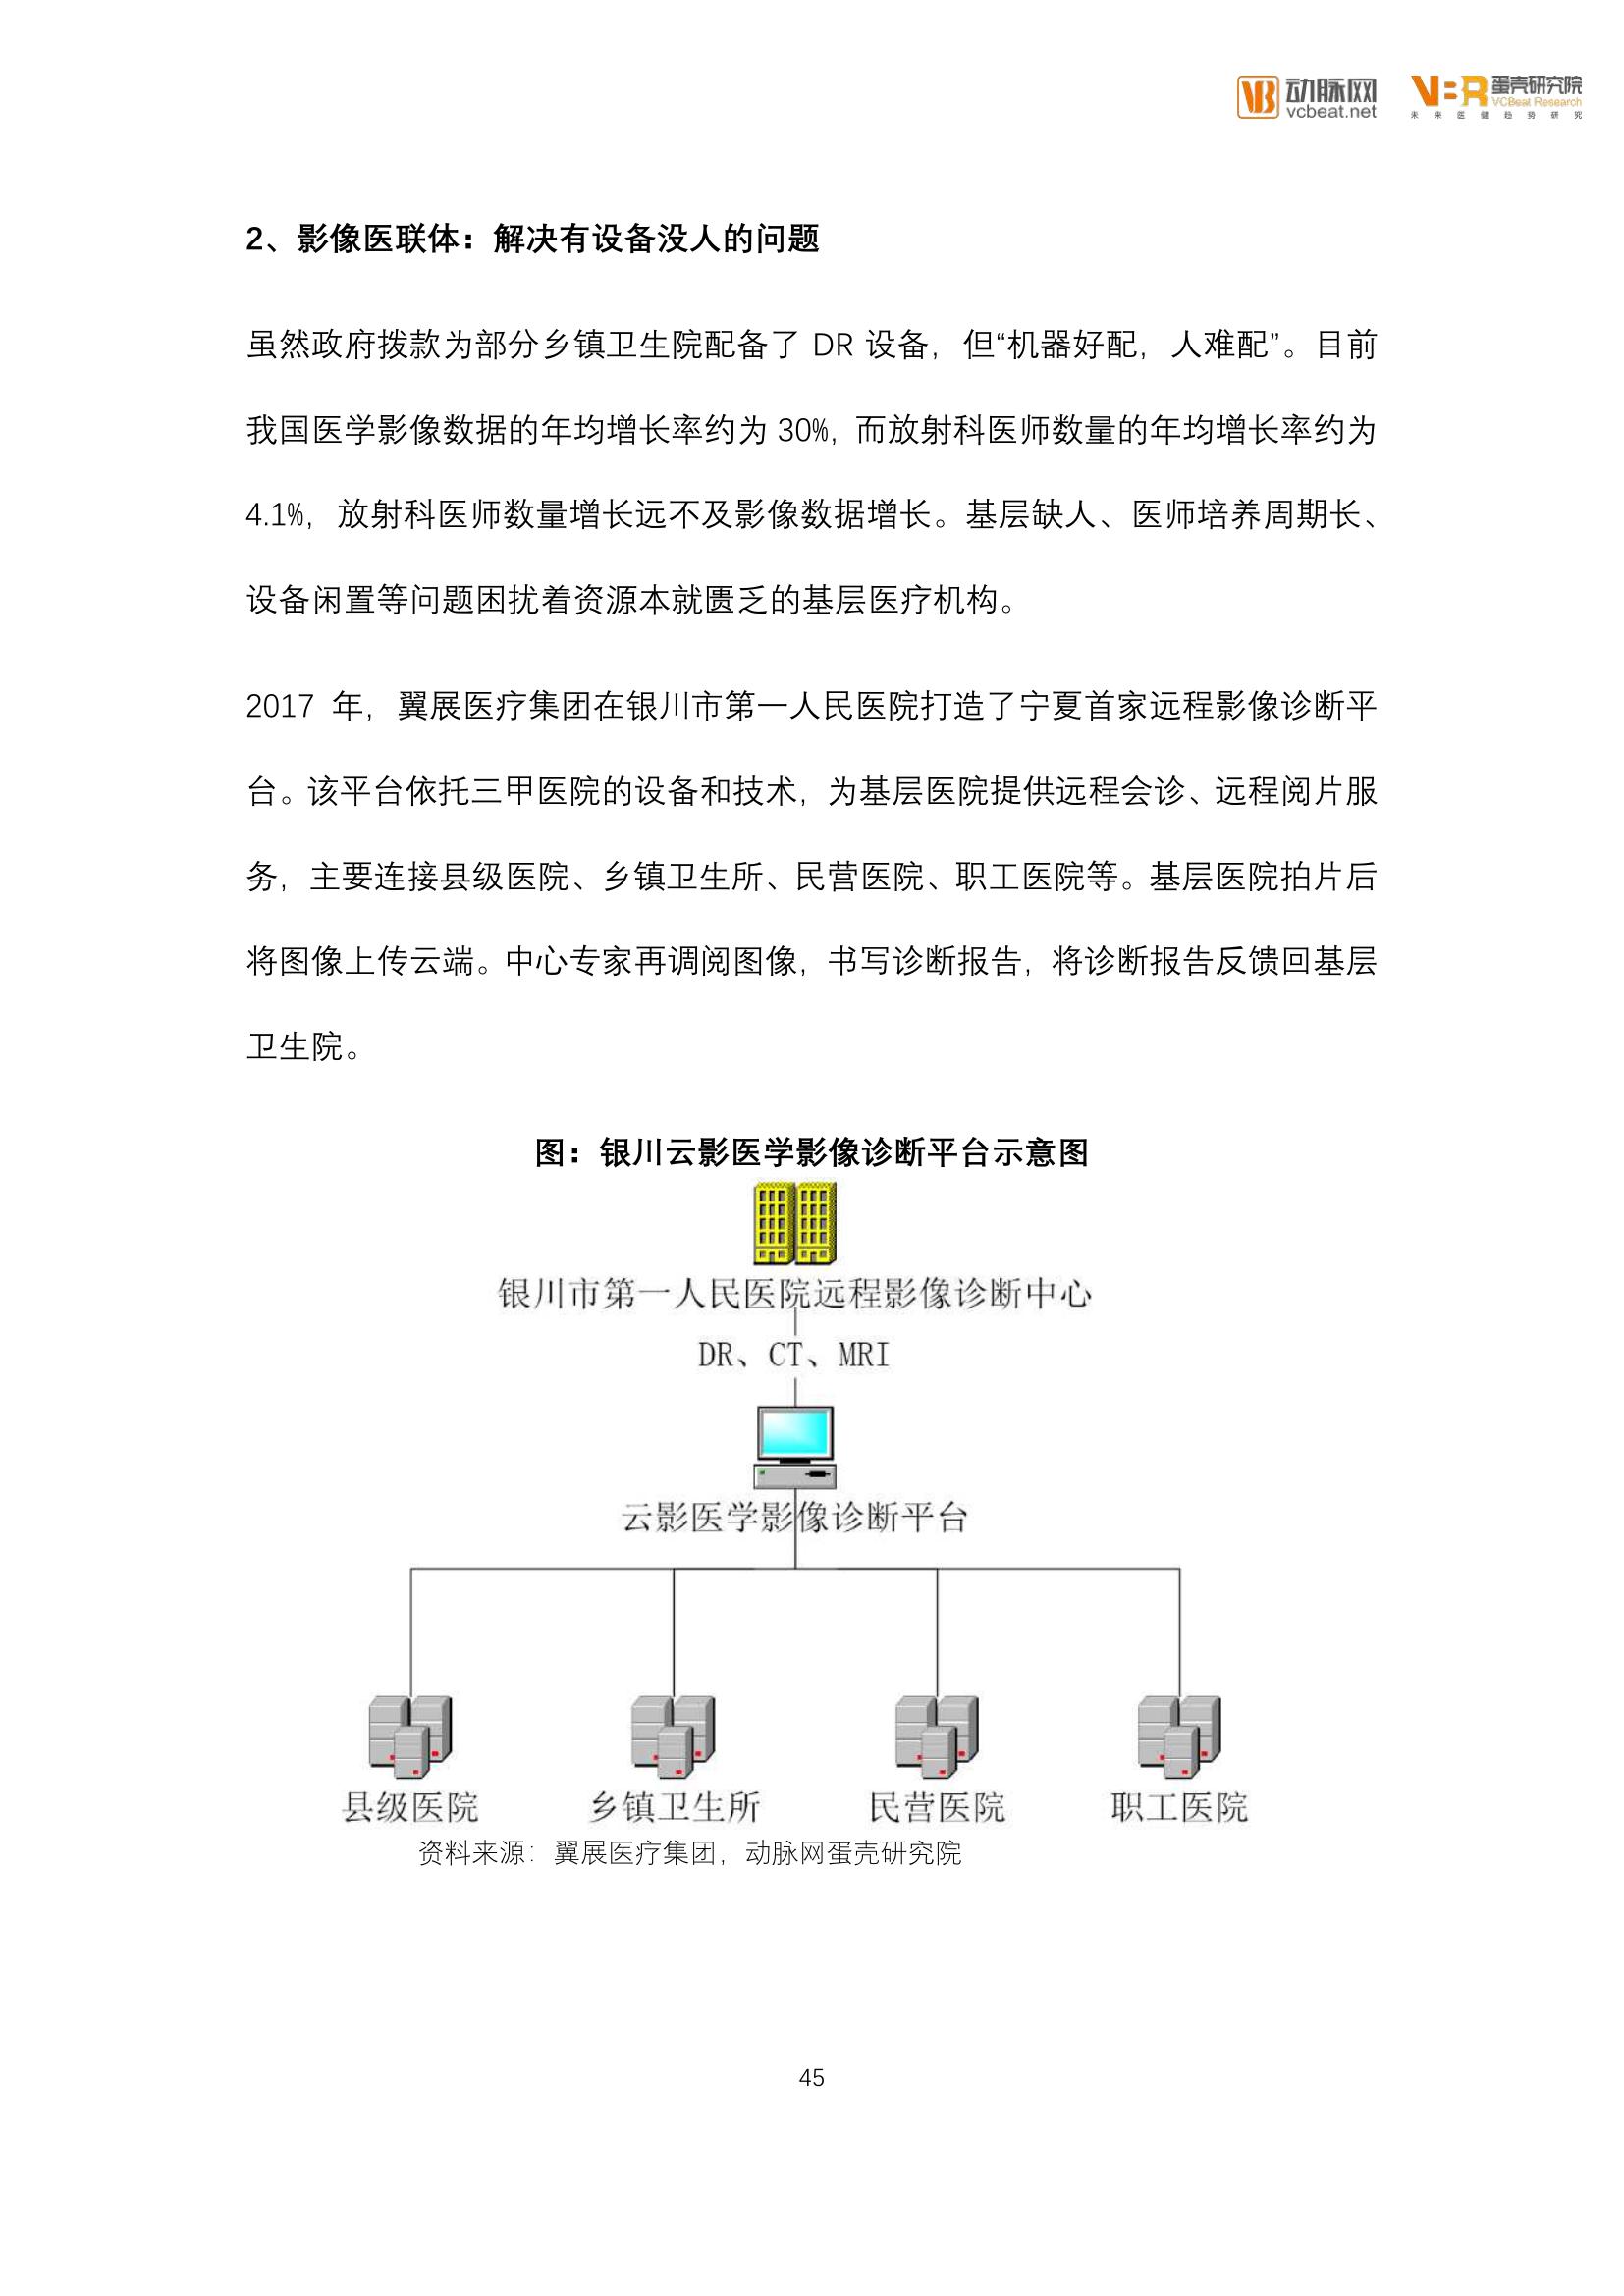 动脉网
vcbeat.net
VBR 蛋壳研究院
VCBeat Research
未来医健趋势研究
2、影像医联体：解决有设备没人的问题
虽然政府拨款为部分乡镇卫生院配备了 DR 设备，但“机器好配，人难配”。目前
我国医学影像数据的年均增长率约为 30%，而放射科医师数量的年均增长率约为
4.1%，放射科医师数量增长远不及影像数据增长。基层缺人、医师培养周期长、
设备闲置等问题困扰着资源本就匮乏的基层医疗机构。
2017 年，翼展医疗集团在银川市第一人民医院打造了宁夏首家远程影像诊断平
台。该平台依托三甲医院的设备和技术，为基层医院提供远程会诊、远程阅片服
务，主要连接县级医院、乡镇卫生所、民营医院、职工医院等。基层医院拍片后
将图像上传云端。中心专家再调阅图像，书写诊断报告，将诊断报告反馈回基层
卫生院。
图：银川云影医学影像诊断平台示意图
银川市第一人民医院远程影像诊断中心
DR、CT、MRI
云影医学影像诊断平台
县级医院 乡镇卫生所 民营医院 职工医院
资料来源：翼展医疗集团，动脉网蛋壳研究院
45